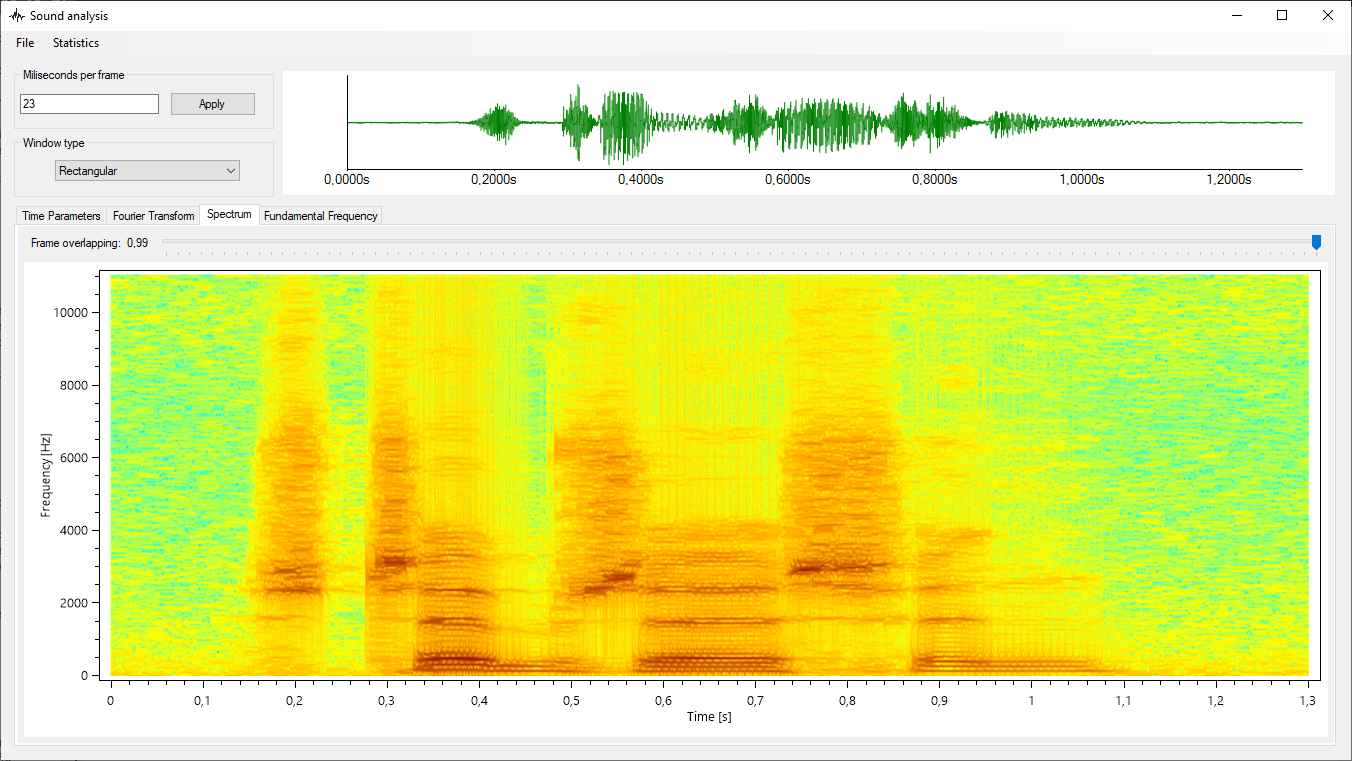 Sound analysis
File Statistics
Miliseconds per frame
23 Apply
Window type
Rectangular
0,0000s 0,2000s 0,4000s 0,6000s 0,8000s 1,0000s 1,2000s
Time Parameters Fourier Transform Spectrum Fundamental Frequency
Frame overlapping: 0,99
Frequency [Hz]
10000
8000
6000
4000
2000
0
0 0,1 0,2 0,3 0,4 0,5 0,6 0,7 0,8 0,9 1 1,1 1,2 1,3
Time [s]